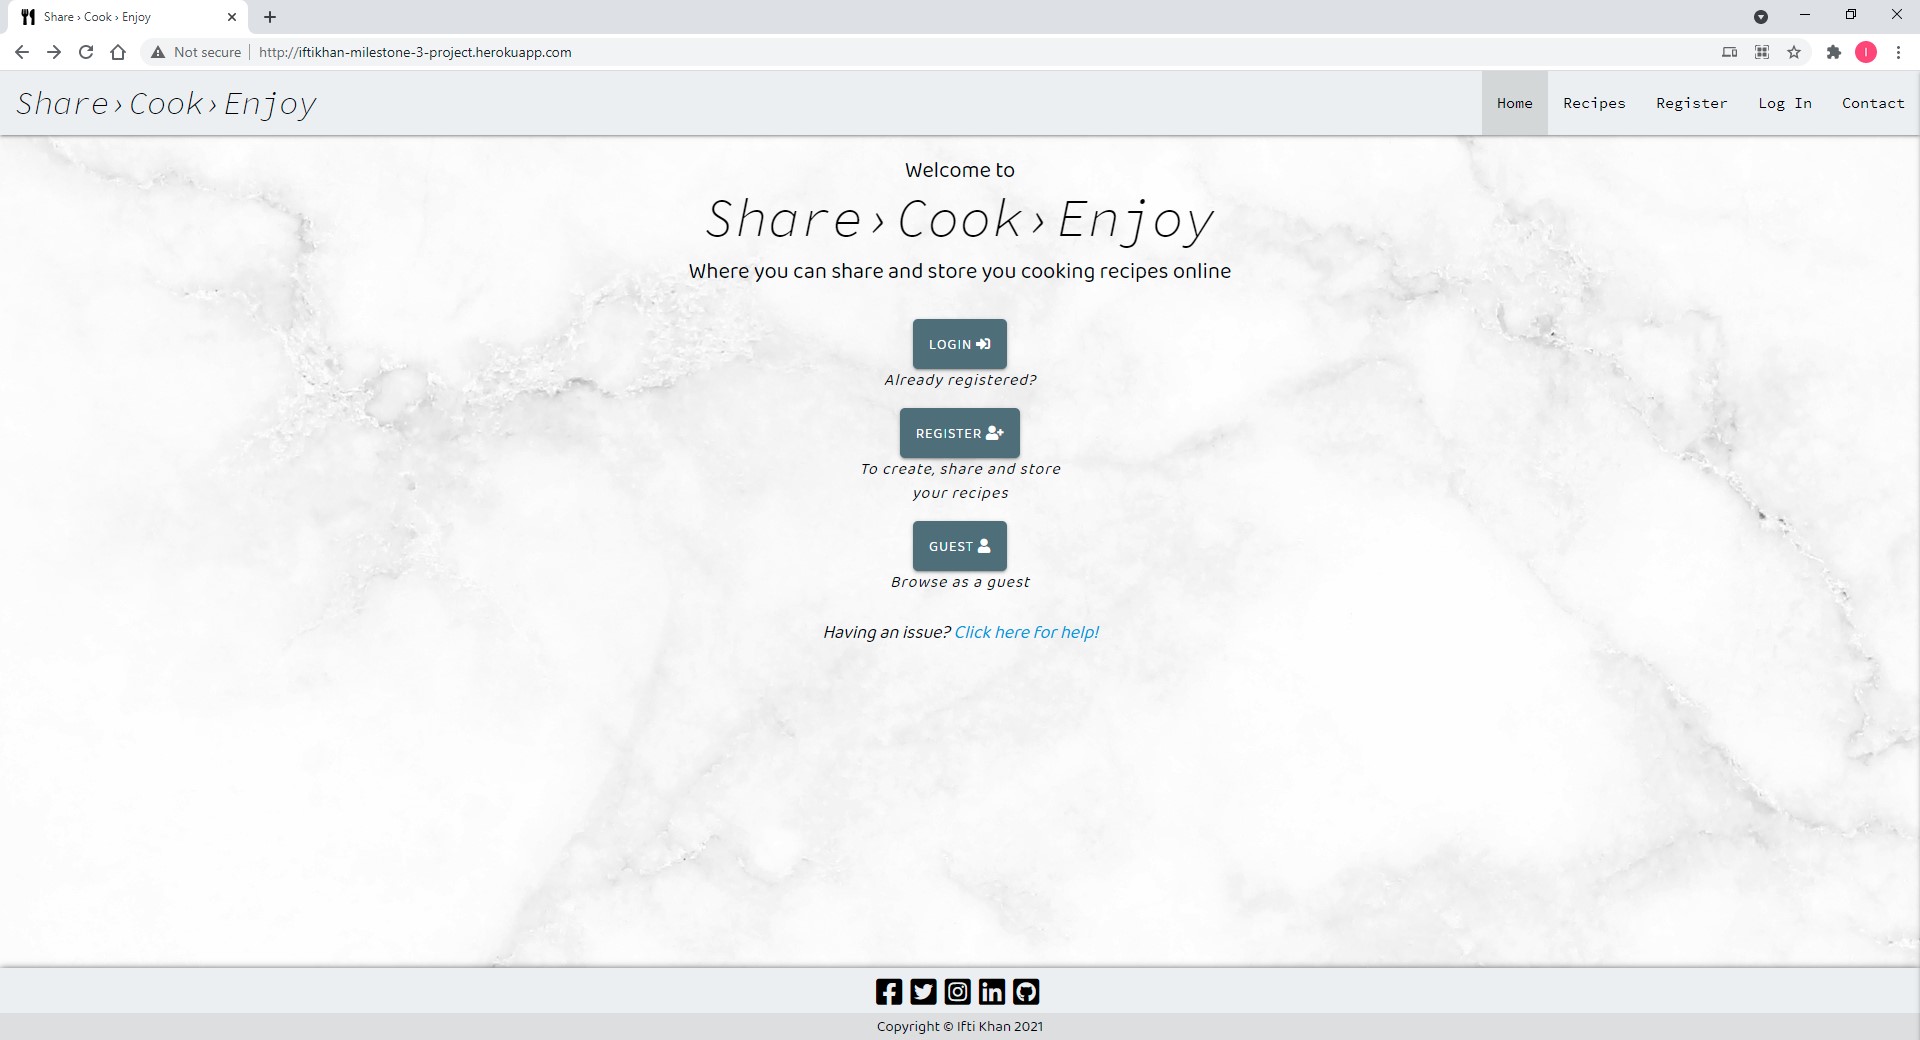 Share › Cook › Enjoy
Not secure
http://iftikhan-milestone-3-project.herokuapp.com
I
Share›Cook›Enjoy
Home
Recipes
Register
Log In
Contact
Welcome to
Share›Cook›Enjoy
Where you can share and store you cooking recipes online
LOGIN
Already registered?
REGISTER
To create, share and store
your recipes
GUEST
Browse as a guest
Having an issue? Click here for help!
Copyright © Ifti Khan 2021